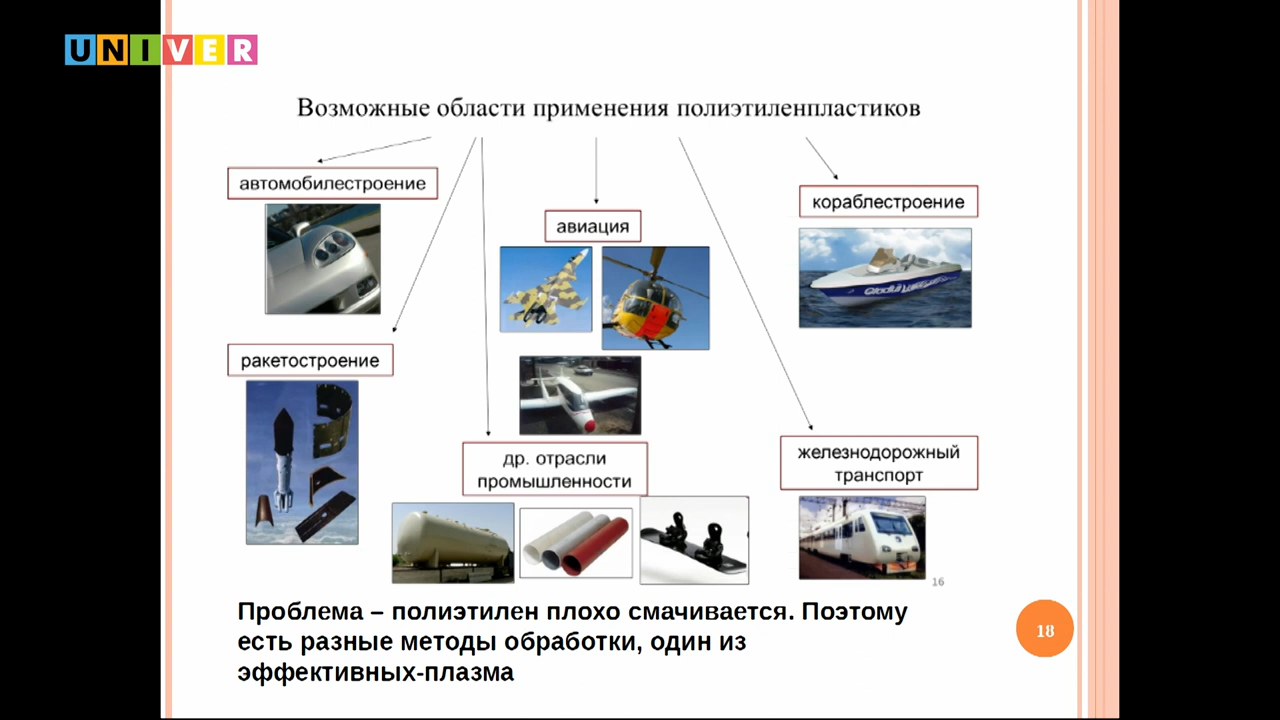 UNIVER
Возможные области применения полиэтиленпластиков
автомобилестроение
кораблестроение
авиация
ракетостроение
др. отрасли
промышленности
железнодорожный
транспорт
16
Проблема – полиэтилен плохо смачивается. Поэтому
есть разные методы обработки, один из
эффективных-плазма
18